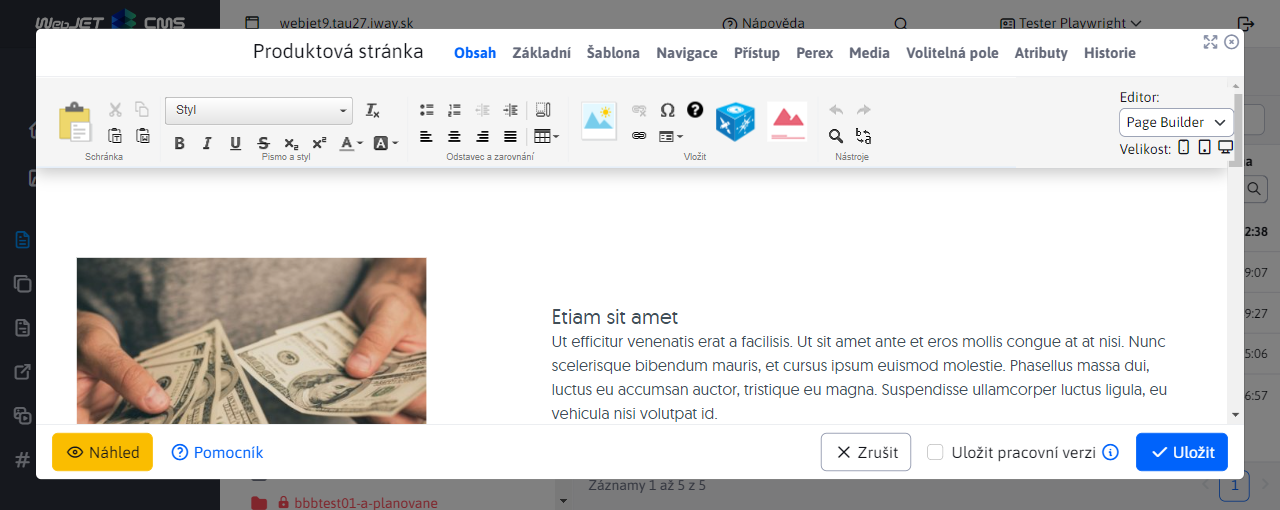 WebJET CMS
webjet9.tau27.iway.sk
Nápověda
Tester Playwright
Produktová stránka
Obsah
Základní
Šablona
Navigace
Přístup
Perex
Media
Volitelná pole
Atributy
Historie
Styl
Schránka
B I U S x₂ x² A A
Písmo a styl
Odstavec a zarovnání
Ω
Vložit
Nástroje
Editor:
Page Builder
Velikost:
a
2:38
9:07
9:27
5:06
6:57
Etiam sit amet
Ut efficitur venenatis erat a facilisis. Ut sit amet ante et eros mollis congue at at nisi. Nunc
scelerisque bibendum mauris, et cursus ipsum euismod molestie. Phasellus massa dui,
luctus eu accumsan auctor, tristique eu magna. Suspendisse ullamcorper luctus ligula, eu
vehicula nisi volutpat id.
Náhled
Pomocník
Zrušit
Uložit pracovní verzi
Uložit
Záznamy 1 až 5 z 5
1
bbbtest01-a-planovane